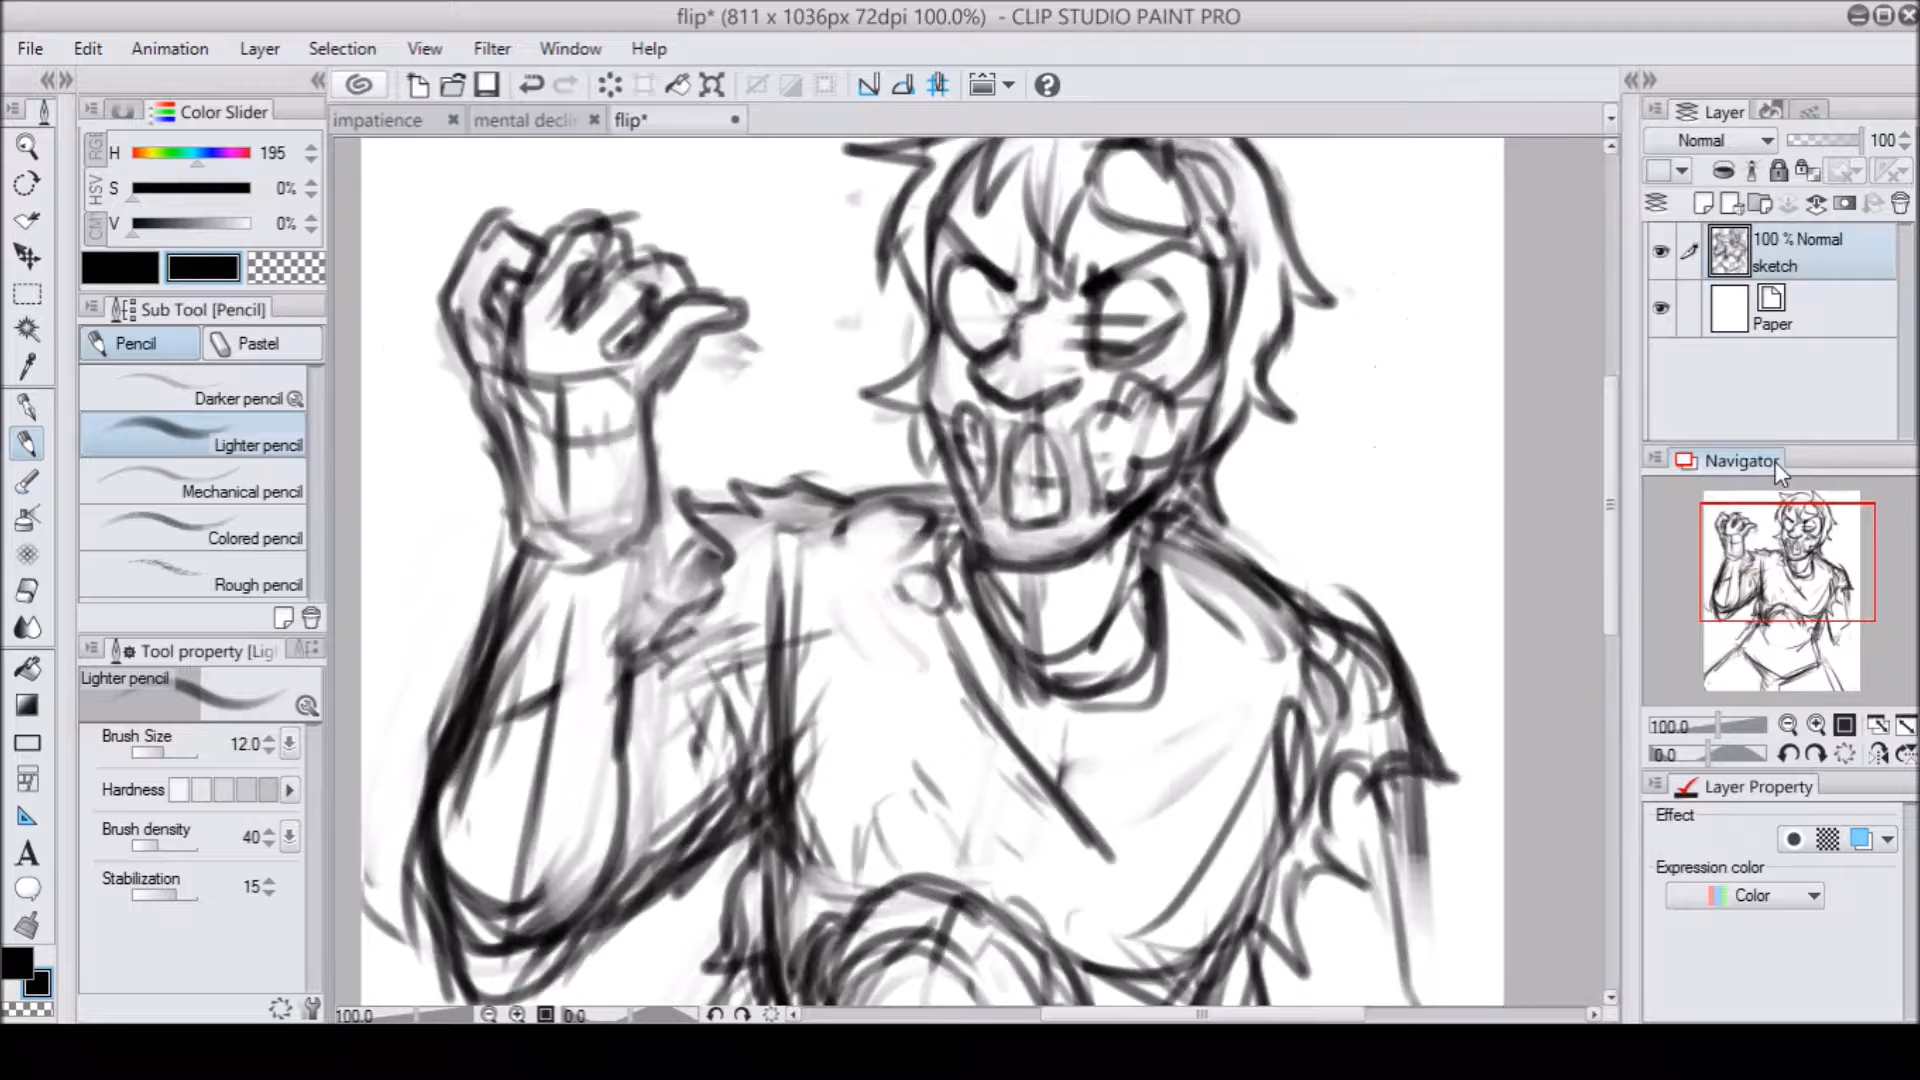 flip* (811 x 1036px 72dpi 100.0%) - CLIP STUDIO PAINT PRO
File Edit Animation Layer Selection View Filter Window Help
Color Slider
impatience
mental declin
flip*
RGB
H 195
HSV
S 0%
CM
V 0%
Sub Tool [Pencil]
Pencil
Pastel
Darker pencil
Lighter pencil
Mechanical pencil
Colored pencil
Rough pencil
Tool property [Lig
Lighter pencil
Brush Size 12.0
Hardness
Brush density 40
Stabilization 15
A
100.0
0.0
Layer
Normal 100
100 % Normal
sketch
Paper
Navigator
100.0
0.0
Layer Property
Effect
Expression color
Color